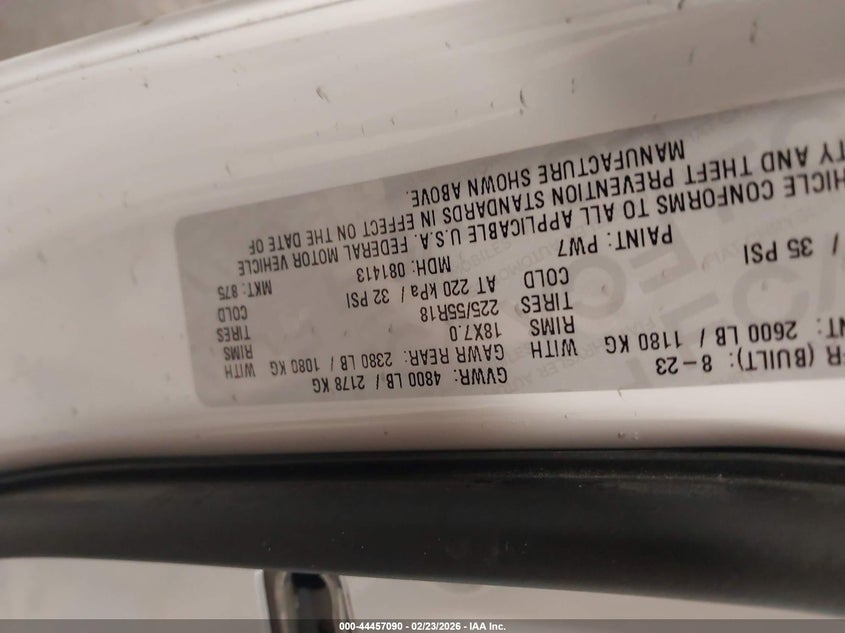 FR (BUILT): 8-23 GVWR: 4800 LB / 2178 KG
NT: 2600 LB / 1180 KG WITH GAWR REAR: 2380 LB / 1080 KG WITH
RIMS 18X7.0 RIMS
TIRES 225/55R18 TIRES
/ 35 PSI COLD AT 220 kPa / 32 PSI COLD
PAINT: PW7 MDH: 081413 MKT: 875
HICLE CONFORMS TO ALL APPLICABLE U.S.A. FEDERAL MOTOR VEHICLE
TY AND THEFT PREVENTION STANDARDS IN EFFECT ON THE DATE OF
MANUFACTURE SHOWN ABOVE.
000-44457090 - 02/23/2026 - IAA Inc.